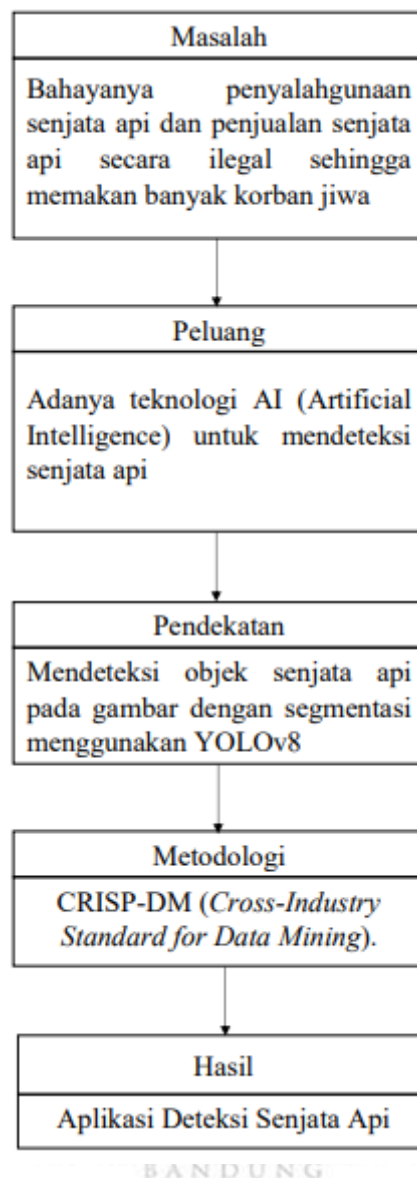 Masalah
Bahayanya penyalahgunaan
senjata api dan penjualan senjata
api secara ilegal sehingga
memakan banyak korban jiwa
Peluang
Adanya teknologi AI (Artificial
Intelligence) untuk mendeteksi
senjata api
Pendekatan
Mendeteksi objek senjata api
pada gambar dengan segmentasi
menggunakan YOLOv8
Metodologi
CRISP-DM (Cross-Industry
Standard for Data Mining).
Hasil
Aplikasi Deteksi Senjata Api
BANDUNG